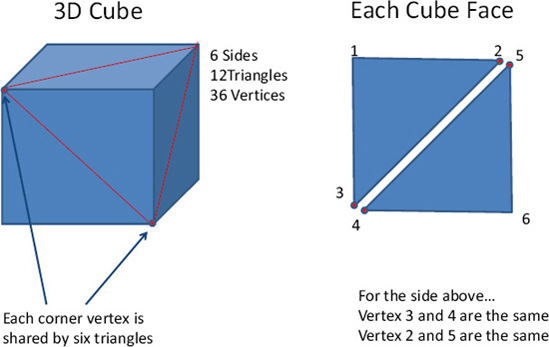 3D Cube
6 Sides
12Triangles
36 Vertices
Each corner vertex is
shared by six triangles
Each Cube Face
1
2
5
3
4
6
For the side above...
Vertex 3 and 4 are the same
Vertex 2 and 5 are the same